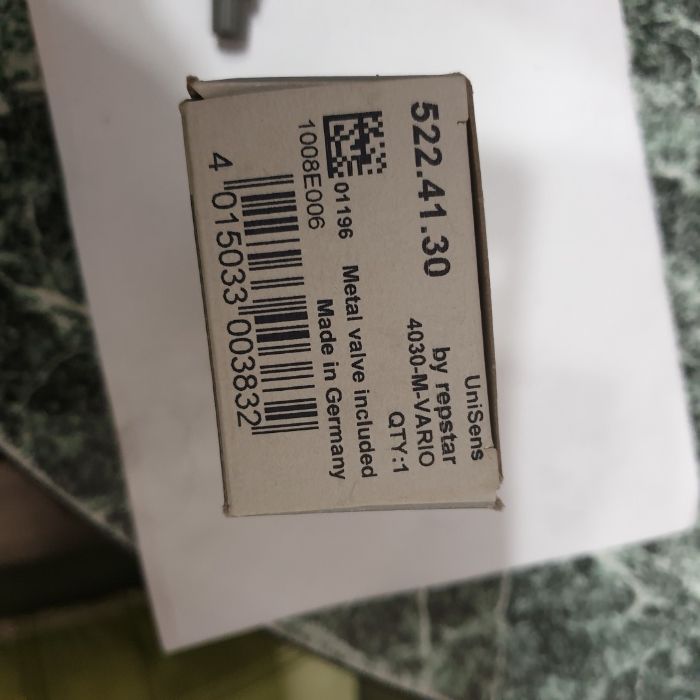 522.41.30
UniSens
by repstar
4030-M-VARIO
QTY:1
01196
1008E006
Metal valve included
Made in Germany
4 015033 003832